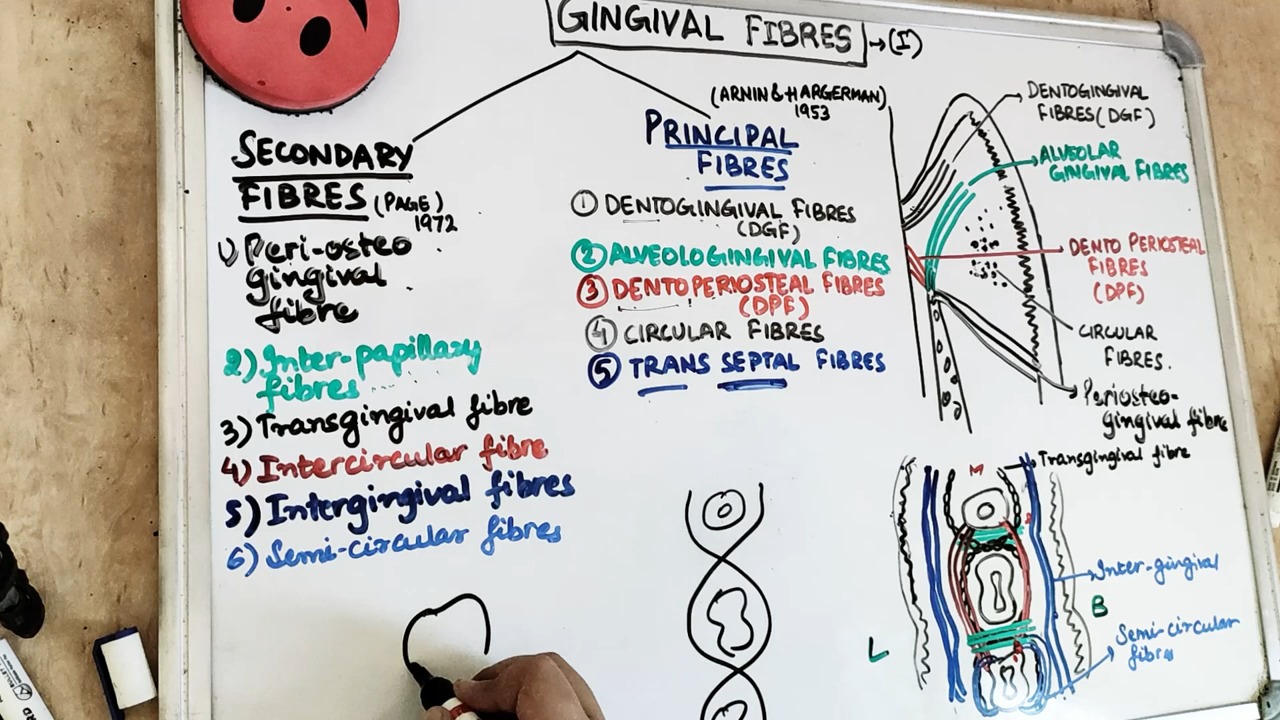 GINGIVAL FIBRES →(I)
SECONDARY
FIBRES (PAGE)
1972
1) Peri-osteo
gingival
fibre
2) Inter-papillary
fibres
3) Transgingival fibre
4) Intercircular fibre
5) Intergingival fibres
6) Semi-circular fibres
(ARNIN & HARGERMAN)
1953
PRINCIPAL
FIBRES
① DENTOGINGIVAL FIBRES
(DGF)
② ALVEOLOGINGIVAL FIBRES
③ DENTOPERIOSTEAL FIBRES
(DPF)
④ CIRCULAR FIBRES
⑤ TRANS SEPTAL FIBRES
DENTOGINGIVAL
FIBRES (DGF)
ALVEOLAR
GINGIVAL FIBRES
DENTO PERIOSTEAL
FIBRES
(DPF)
CIRCULAR
FIBRES.
Periosteo-
gingival fibre
M
Transgingival fibre
Inter-gingival
B
L
Semi-circular
fibre